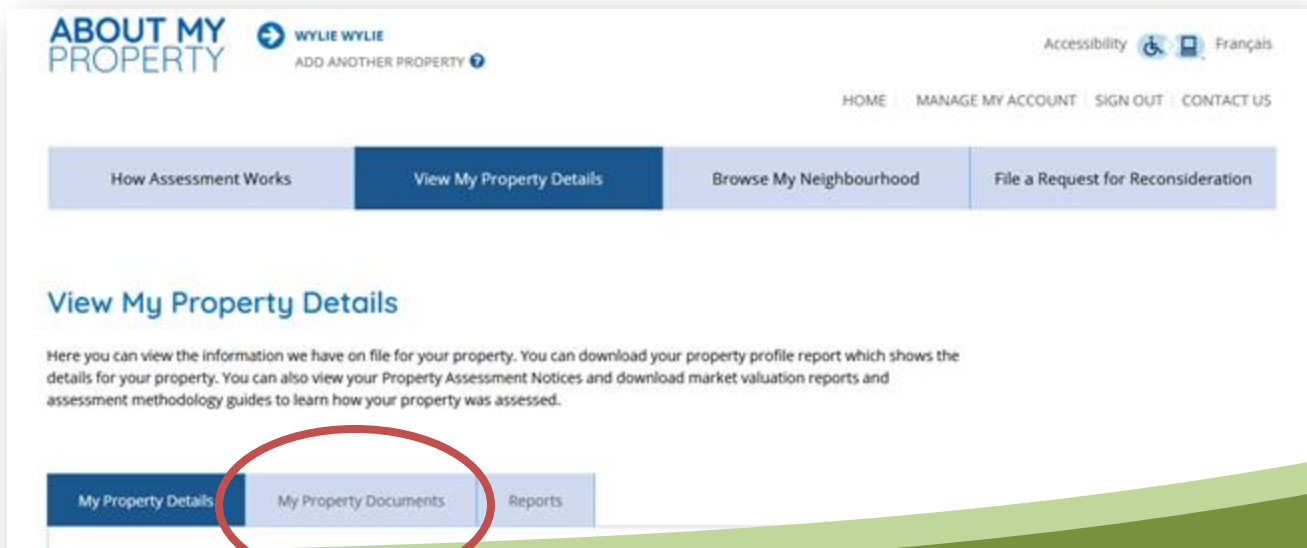 ABOUT MY
PROPERTY
WYLIE WYLIE
ADD ANOTHER PROPERTY ?
Accessibility
Français
HOME MANAGE MY ACCOUNT SIGN OUT CONTACT US
How Assessment Works
View My Property Details
Browse My Neighbourhood
File a Request for Reconsideration
View My Property Details
Here you can view the information we have on file for your property. You can download your property profile report which shows the
details for your property. You can also view your Property Assessment Notices and download market valuation reports and
assessment methodology guides to learn how your property was assessed.
My Property Details
My Property Documents
Reports